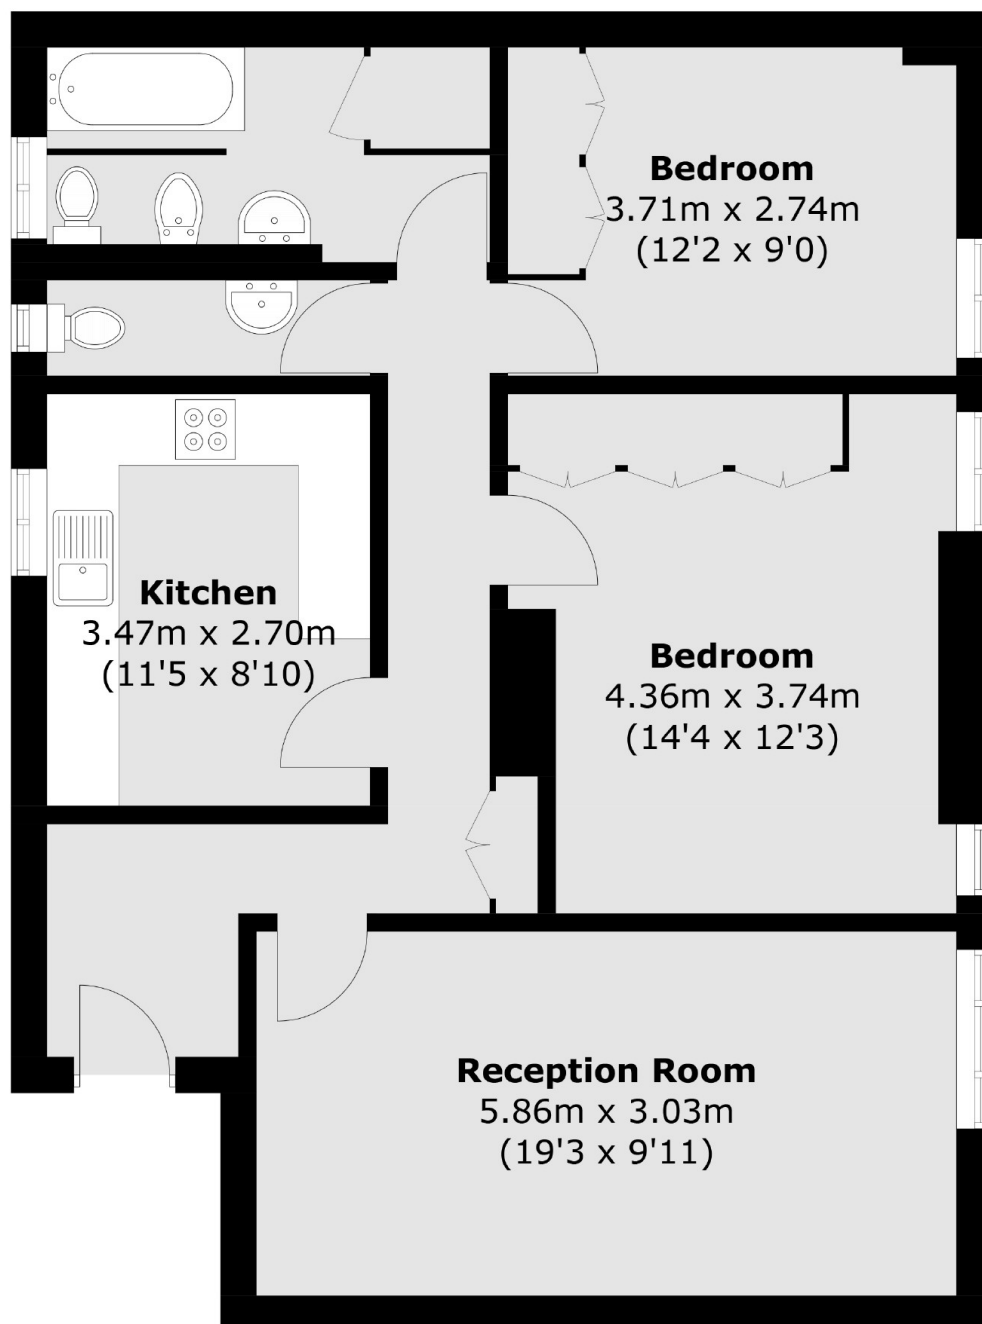 Bedroom
3.71m x 2.74m
(12'2 x 9'0)
Kitchen
3.47m x 2.70m
(11'5 x 8'10)
Bedroom
4.36m x 3.74m
(14'4 x 12'3)
Reception Room
5.86m x 3.03m
(19'3 x 9'11)